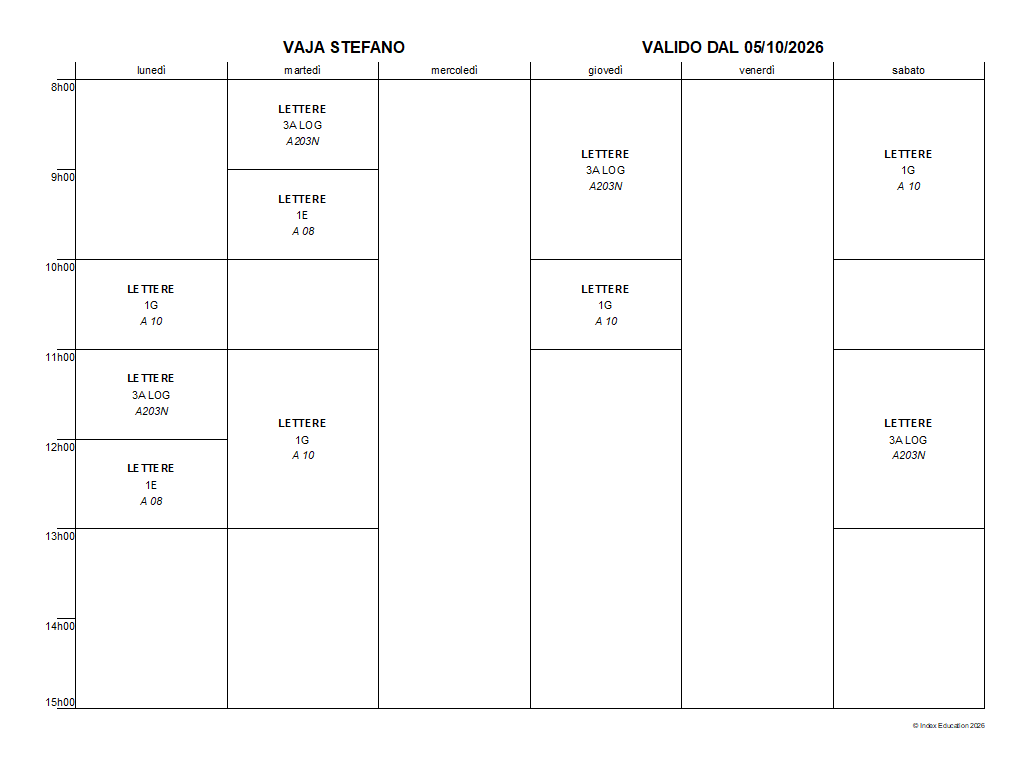 VAJA STEFANO
VALIDO DAL 05/10/2026
lunedì martedì mercoledì giovedì venerdì sabato
8h00
LETTERE
3A LOG
A203N
LETTERE
3A LOG
A203N
LETTERE
1G
A 10
9h00
LETTERE
1E
A 08
10h00
LETTERE
1G
A 10
LETTERE
1G
A 10
11h00
LETTERE
3A LOG
A203N
LETTERE
1G
A 10
LETTERE
3A LOG
A203N
12h00
LETTERE
1E
A 08
13h00
14h00
15h00
© Index Education 2026